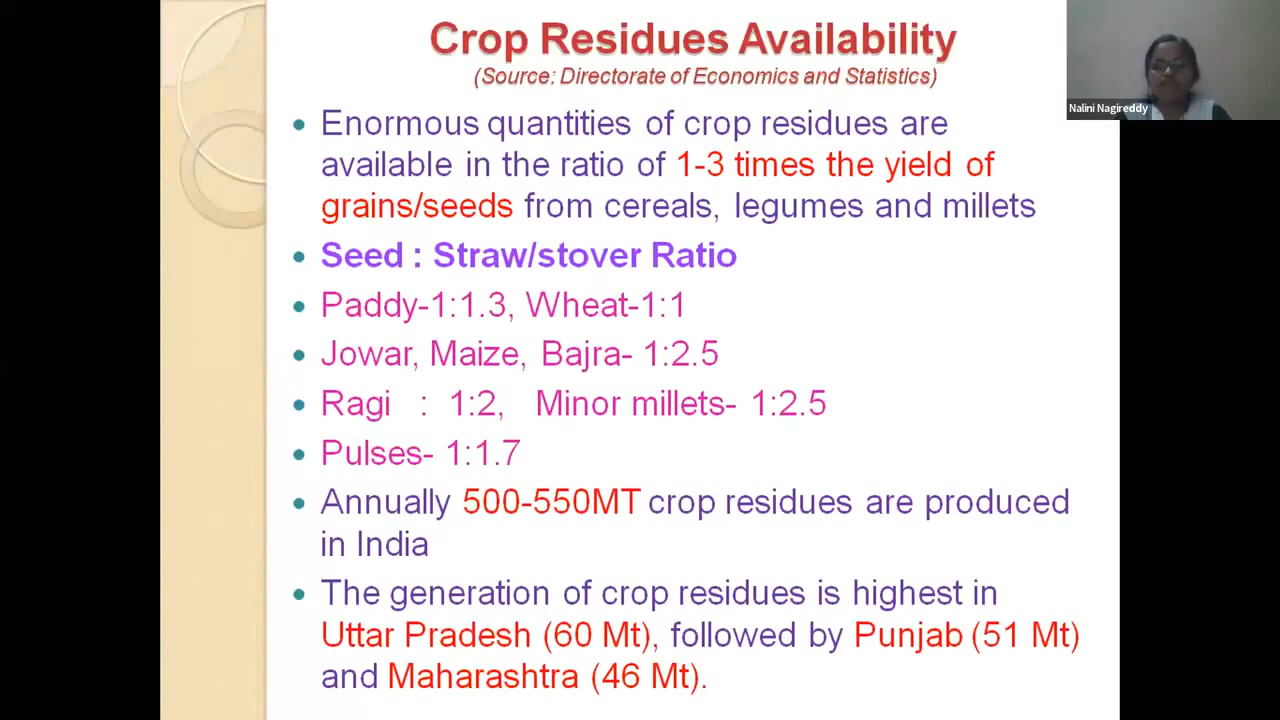 Crop Residues Availability
(Source: Directorate of Economics and Statistics)
Nalini Nagireddy
• Enormous quantities of crop residues are
available in the ratio of 1-3 times the yield of
grains/seeds from cereals, legumes and millets
• Seed : Straw/stover Ratio
• Paddy-1:1.3, Wheat-1:1
• Jowar, Maize, Bajra- 1:2.5
• Ragi : 1:2, Minor millets- 1:2.5
• Pulses- 1:1.7
• Annually 500-550MT crop residues are produced
in India
• The generation of crop residues is highest in
Uttar Pradesh (60 Mt), followed by Punjab (51 Mt)
and Maharashtra (46 Mt).